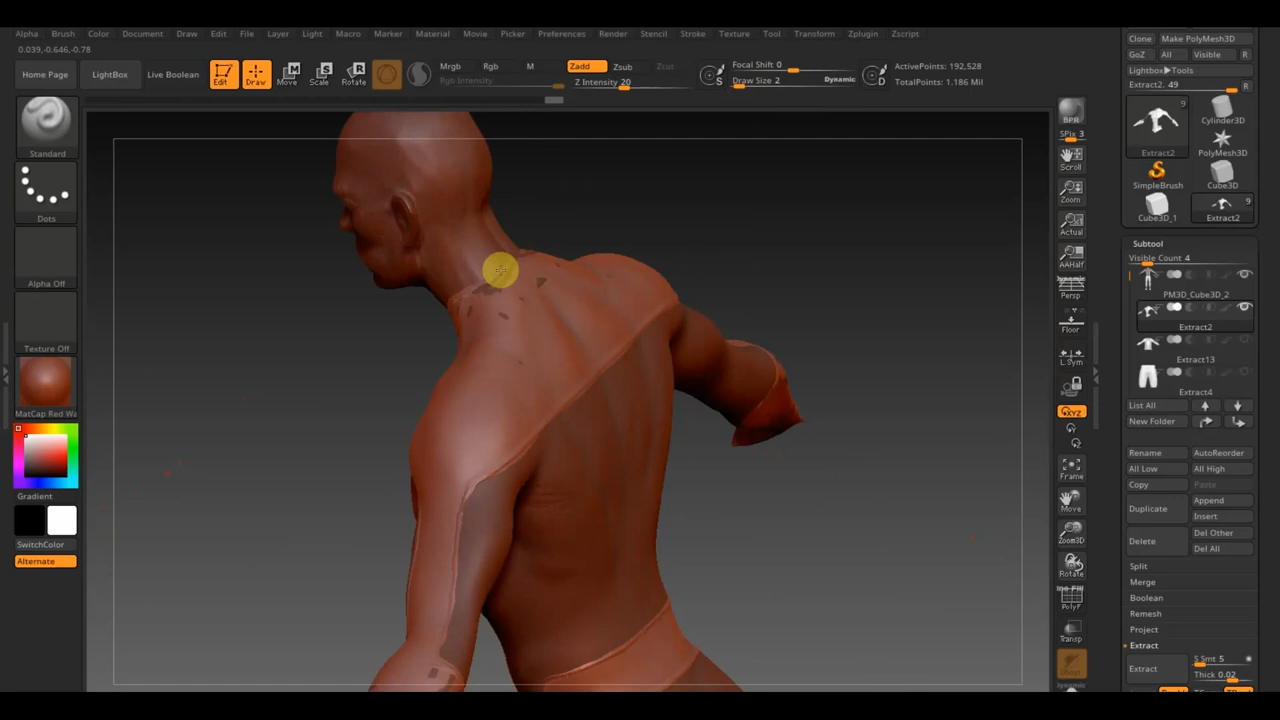 Alpha Brush Color Document Draw Edit File Layer Light Macro Marker Material Movie Picker Preferences Render Stencil Stroke Texture Tool Transform Zplugin Zscript
0.039,-0.646,-0.78
Home Page LightBox Live Boolean Edit Draw Move Scale Rotate
Mrgb Rgb M Zadd Zsub Zcut Focal Shift 0 ActivePoints: 192,528
Rgb Intensity Z Intensity 20 Draw Size 2 Dynamic TotalPoints: 1.186 Mil
S D
Standard
Dots
Alpha Off
Texture Off
MatCap Red Wa
Gradient
SwitchColor
Alternate
BPR
SPix 3
Scroll
Zoom
Actual
AAHalf
Dynamic
Persp
Floor
L.Sym
XYZ
Frame
Move
Zoom3D
Rotate
PolyF
Transp
Clone Make PolyMesh3D
GoZ All Visible R
Lightbox▶Tools
Extract2. 49 R
9
Cylinder3D
Extract2 PolyMesh3D
SimpleBrush Cube3D
9
Cube3D_1 Extract2
Subtool
Visible Count 4
PM3D_Cube3D_2
Extract2
Extract13
Extract4
List All
New Folder
Rename AutoReorder
All Low All High
Copy Paste
Duplicate Append
Insert
Delete Del Other
Del All
Split
Merge
Boolean
Remesh
Project
Extract
Extract S Smt 5
Thick 0.02